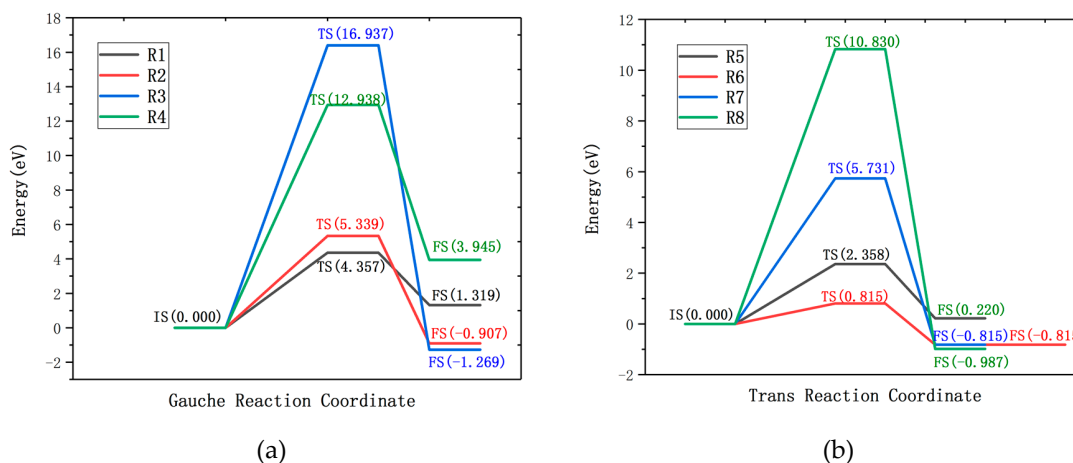 18
16
14
12
10
8
6
4
2
0
-2
Energy(eV)
R1
R2
R3
R4
TS(16.937)
TS(12.938)
TS(5.339)
TS(4.357)
FS(3.945)
FS(1.319)
IS(0.000)
FS(-0.907)
FS(-1.269)
Gauche Reaction Coordinate
(a)
12
10
8
6
4
2
0
-2
Energy(eV)
R5
R6
R7
R8
TS(10.830)
TS(5.731)
TS(2.358)
TS(0.815)
IS(0.000)
FS(0.220)
FS(-0.815)
FS(-0.815
FS(-0.987)
Trans Reaction Coordinate
(b)